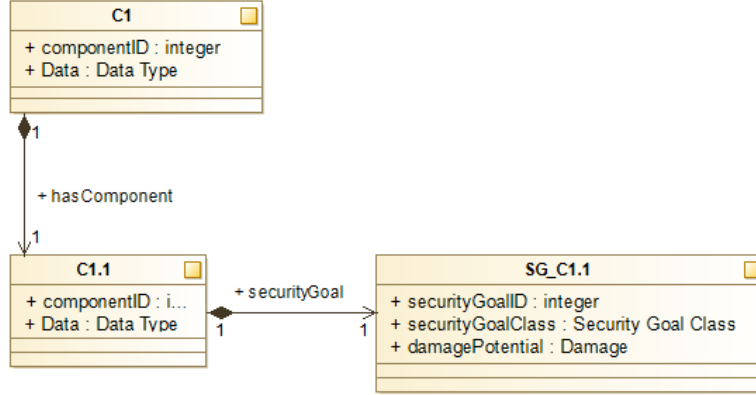 C1
+ componentID : integer
+ Data : Data Type
1
+ hasComponent
1
C1.1
+ componentID : i...
+ Data : Data Type
1
+ securityGoal
1
SG_C1.1
+ securityGoalID : integer
+ securityGoalClass : Security Goal Class
+ damagePotential : Damage